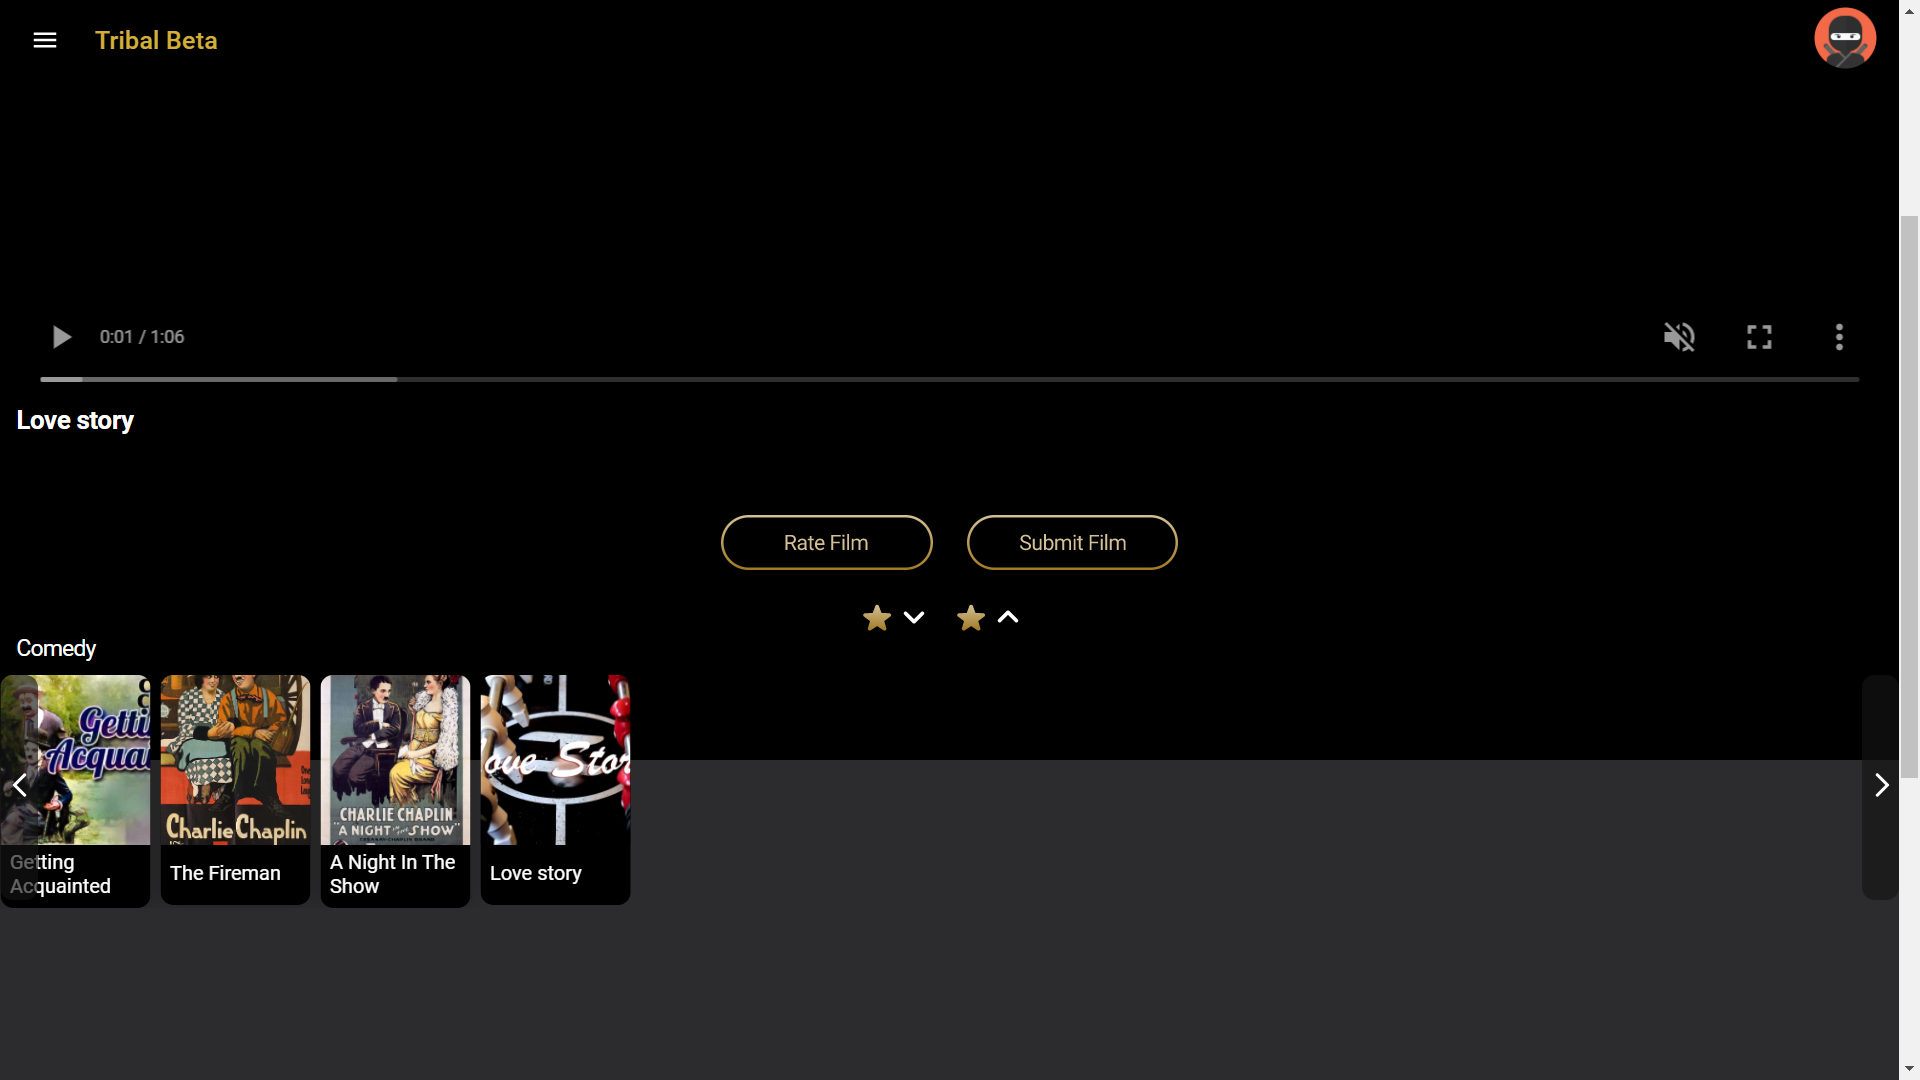 Tribal Beta
0:01 / 1:06
Love story
Rate Film
Submit Film
Comedy
Getti
Acqua
Charlie Chaplin
CHARLIE CHAPLIN
"A NIGHT IN THE SHOW"
ove Stor
Getting
Acquainted
The Fireman
A Night In The
Show
Love story